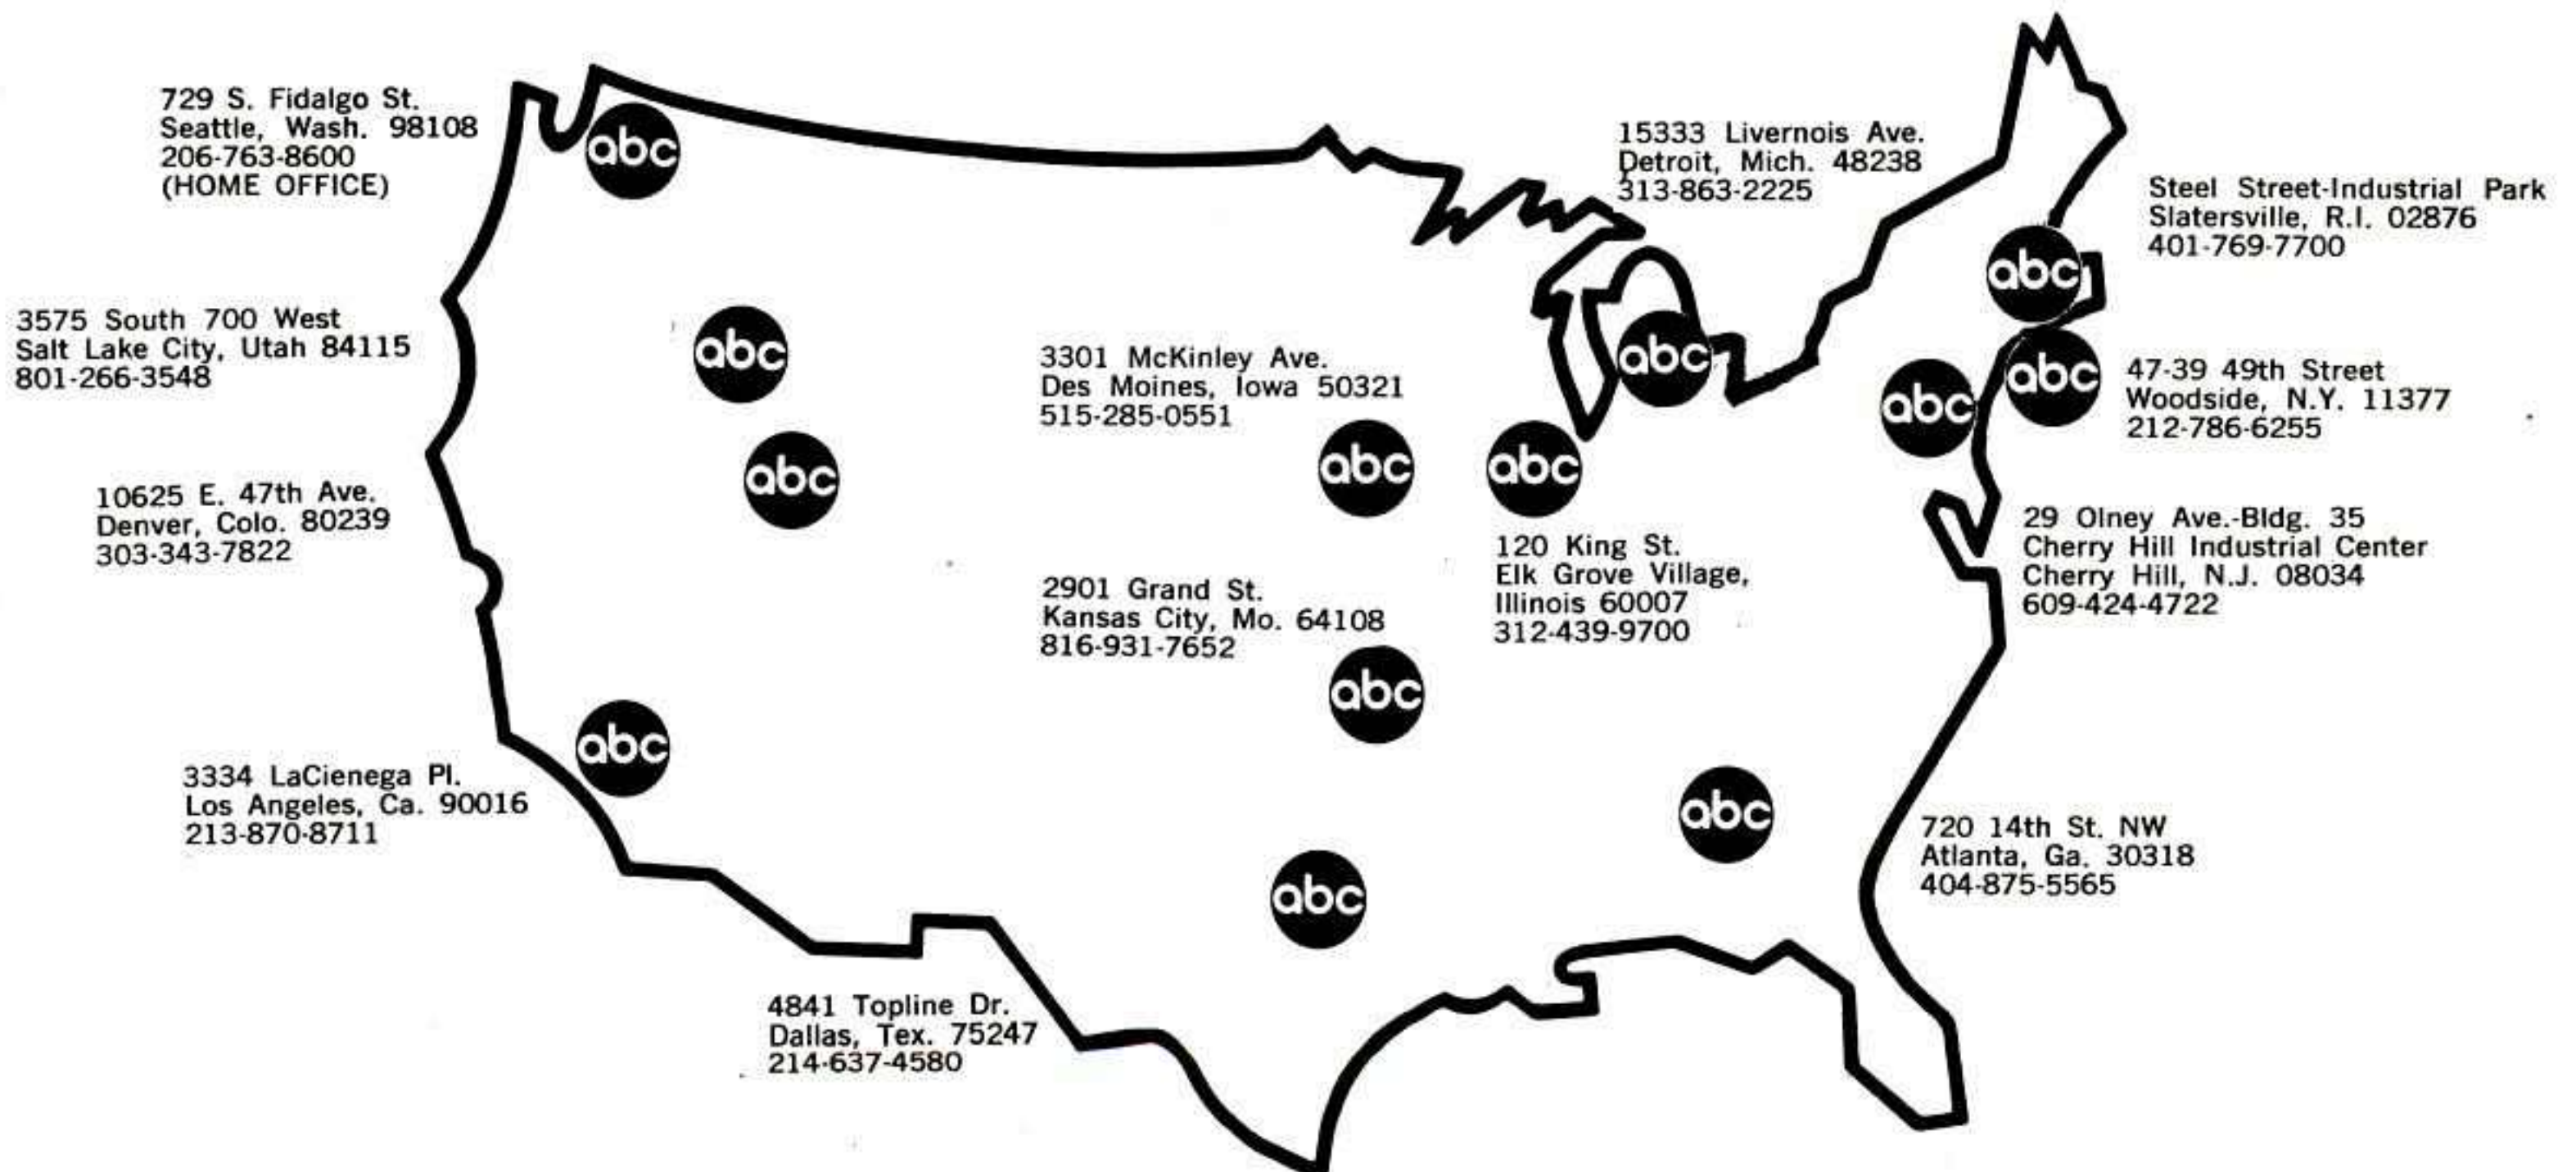 729 S. Fidalgo St.
Seattle, Wash. 98108
206-763-8600
(HOME OFFICE)
abc
15333 Livernois Ave.
Detroit, Mich. 48238
313-863-2225
Steel Street-Industrial Park
Slatersville, R.I. 02876
401-769-7700
abc
3575 South 700 West
Salt Lake City, Utah 84115
801-266-3548
abc
3301 McKinley Ave.
Des Moines, Iowa 50321
515-285-0551
abc
abc
abc
47-39 49th Street
Woodside, N.Y. 11377
212-786-6255
10625 E. 47th Ave.
Denver, Colo. 80239
303-343-7822
abc
abc
abc
120 King St.
Elk Grove Village,
Illinois 60007
312-439-9700
29 Olney Ave.-Bldg. 35
Cherry Hill Industrial Center
Cherry Hill, N.J. 08034
609-424-4722
2901 Grand St.
Kansas City, Mo. 64108
816-931-7652
abc
3334 LaCienega Pl.
Los Angeles, Ca. 90016
213-870-8711
abc
abc
720 14th St. NW
Atlanta, Ga. 30318
404-875-5565
abc
4841 Topline Dr.
Dallas, Tex. 75247
214-637-4580